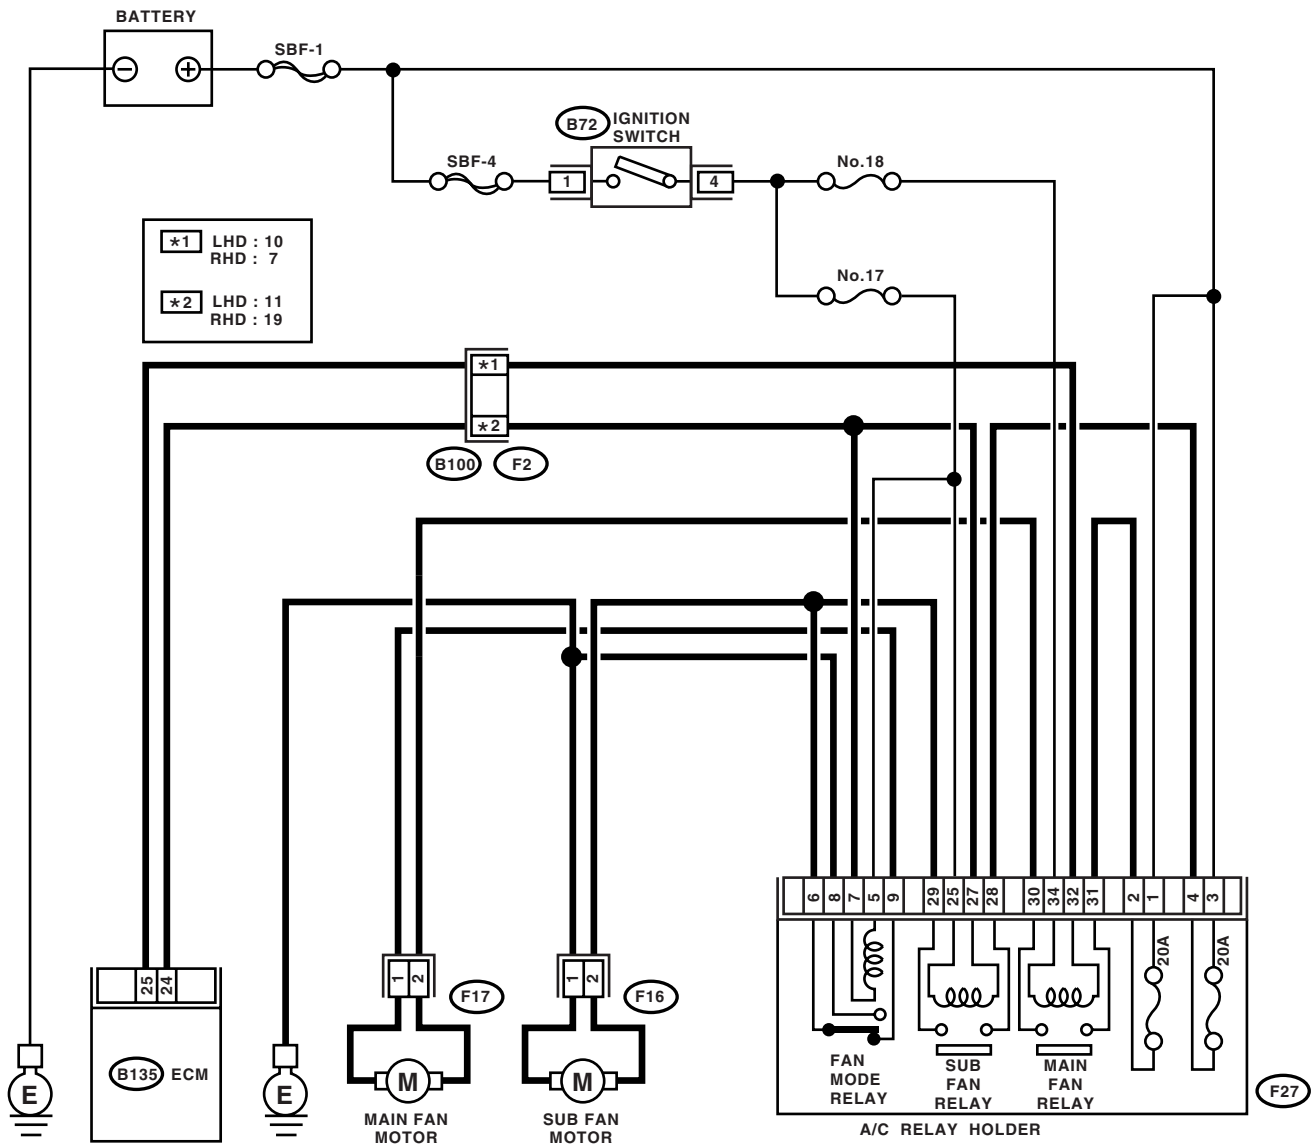 BATTERY
SBF-1
B72
IGNITION
SWITCH
SBF-4
1
4
No.18
*1 LHD : 10
RHD : 7
*2 LHD : 11
RHD : 19
No.17
*1
*2
B100
F2
6
8
7
5
9
29
25
27
28
30
34
32
31
2
1
4
3
20A
20A
25
24
1
2
F17
1
2
F16
B135
ECM
E
E
M
M
MAIN FAN
MOTOR
SUB FAN
MOTOR
FAN
MODE
RELAY
SUB
FAN
RELAY
MAIN
FAN
RELAY
F27
A/C RELAY HOLDER